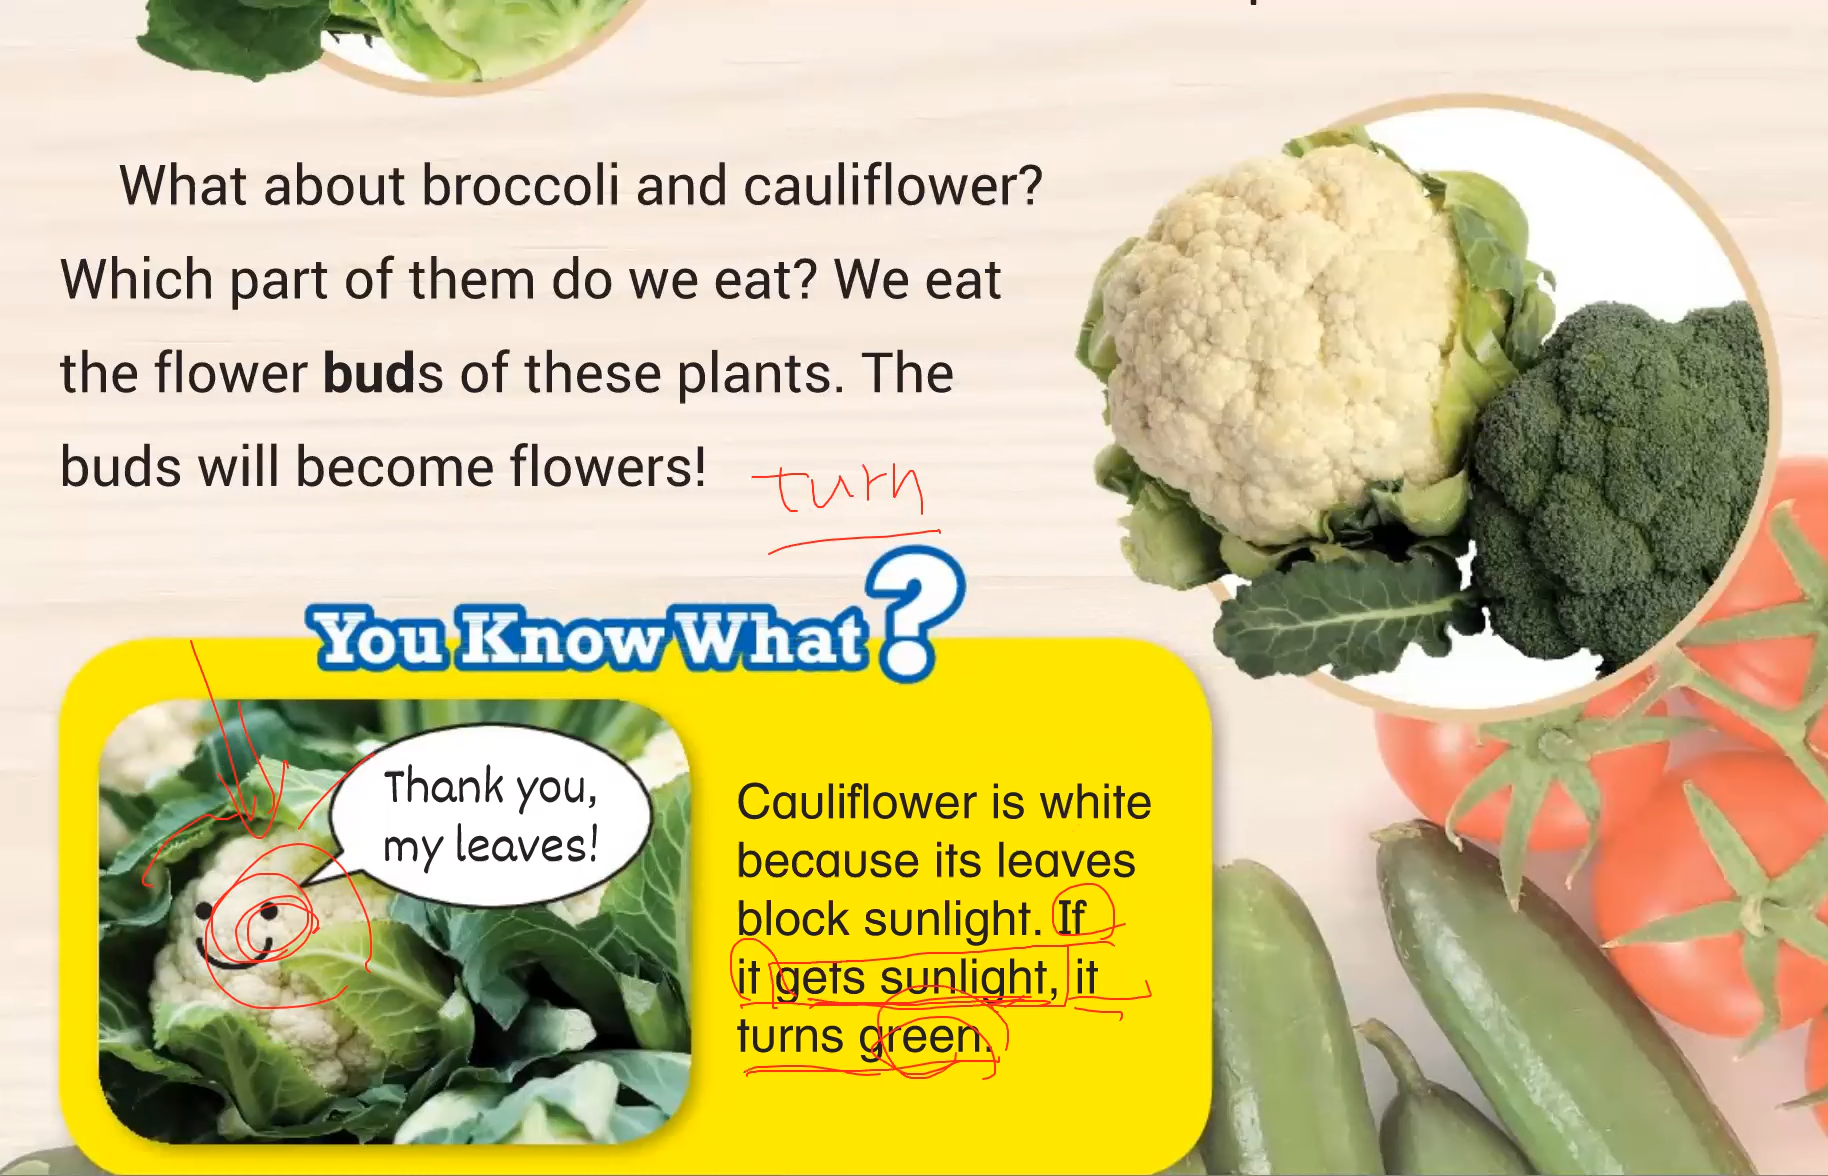 What about broccoli and cauliflower?
Which part of them do we eat? We eat
the flower buds of these plants. The
buds will become flowers!
turn
You Know What?
Thank you,
my leaves!
Cauliflower is white
because its leaves
block sunlight. If
it gets sunlight, it
turns green.